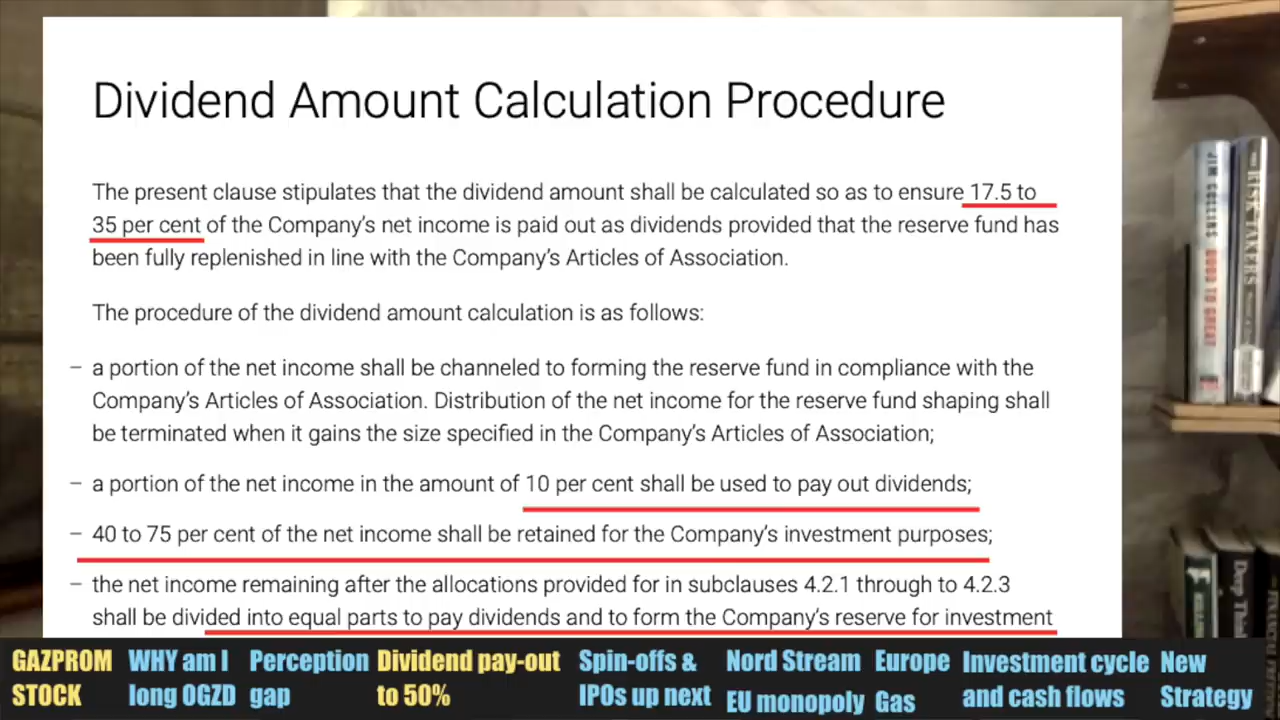 Dividend Amount Calculation Procedure
The present clause stipulates that the dividend amount shall be calculated so as to ensure 17.5 to
35 per cent of the Company's net income is paid out as dividends provided that the reserve fund has
been fully replenished in line with the Company's Articles of Association.
The procedure of the dividend amount calculation is as follows:
– a portion of the net income shall be channeled to forming the reserve fund in compliance with the
Company's Articles of Association. Distribution of the net income for the reserve fund shaping shall
be terminated when it gains the size specified in the Company's Articles of Association;
– a portion of the net income in the amount of 10 per cent shall be used to pay out dividends;
– 40 to 75 per cent of the net income shall be retained for the Company's investment purposes;
– the net income remaining after the allocations provided for in subclauses 4.2.1 through to 4.2.3
shall be divided into equal parts to pay dividends and to form the Company's reserve for investment
JIM COLLINS GOOD TO GREAT
RISK TAKERS
Deep
GAZPROM
STOCK
WHY am I
long OGZD
Perception
gap
Dividend pay-out
to 50%
Spin-offs &
IPOs up next
Nord Stream
EU monopoly
Europe
Gas
Investment cycle
and cash flows
New
Strategy